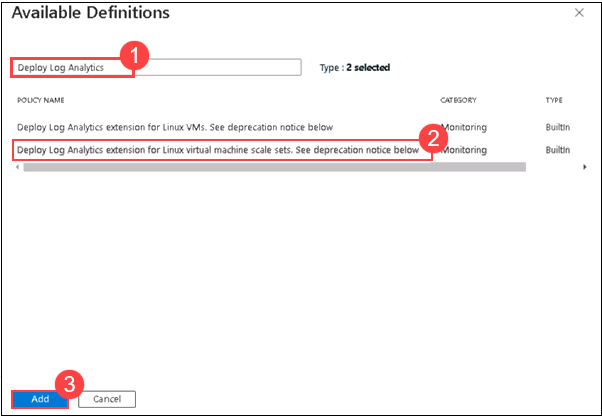 Available Definitions
1
Deploy Log Analytics
Type : 2 selected
POLICY NAME CATEGORY TYPE
Deploy Log Analytics extension for Linux VMs. See deprecation notice below Monitoring BuiltIn
2
Deploy Log Analytics extension for Linux virtual machine scale sets. See deprecation notice below Monitoring BuiltIn
3
Add Cancel